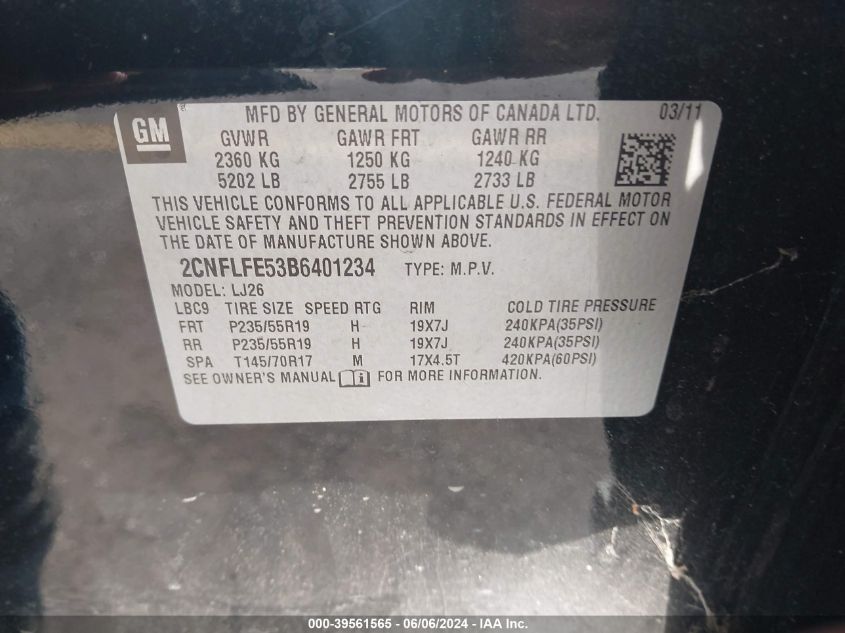 MFD BY GENERAL MOTORS OF CANADA LTD. 03/11
GM
GVWR GAWR FRT GAWR RR
2360 KG 1250 KG 1240 KG
5202 LB 2755 LB 2733 LB
THIS VEHICLE CONFORMS TO ALL APPLICABLE U.S. FEDERAL MOTOR
VEHICLE SAFETY AND THEFT PREVENTION STANDARDS IN EFFECT ON
THE DATE OF MANUFACTURE SHOWN ABOVE.
2CNFLFE53B6401234 TYPE: M.P.V.
MODEL: LJ26
LBC9 TIRE SIZE SPEED RTG RIM COLD TIRE PRESSURE
FRT P235/55R19 H 19X7J 240KPA(35PSI)
RR P235/55R19 H 19X7J 240KPA(35PSI)
SPA T145/70R17 M 17X4.5T 420KPA(60PSI)
SEE OWNER'S MANUAL FOR MORE INFORMATION.
000-39561565 - 06/06/2024 - IAA Inc.